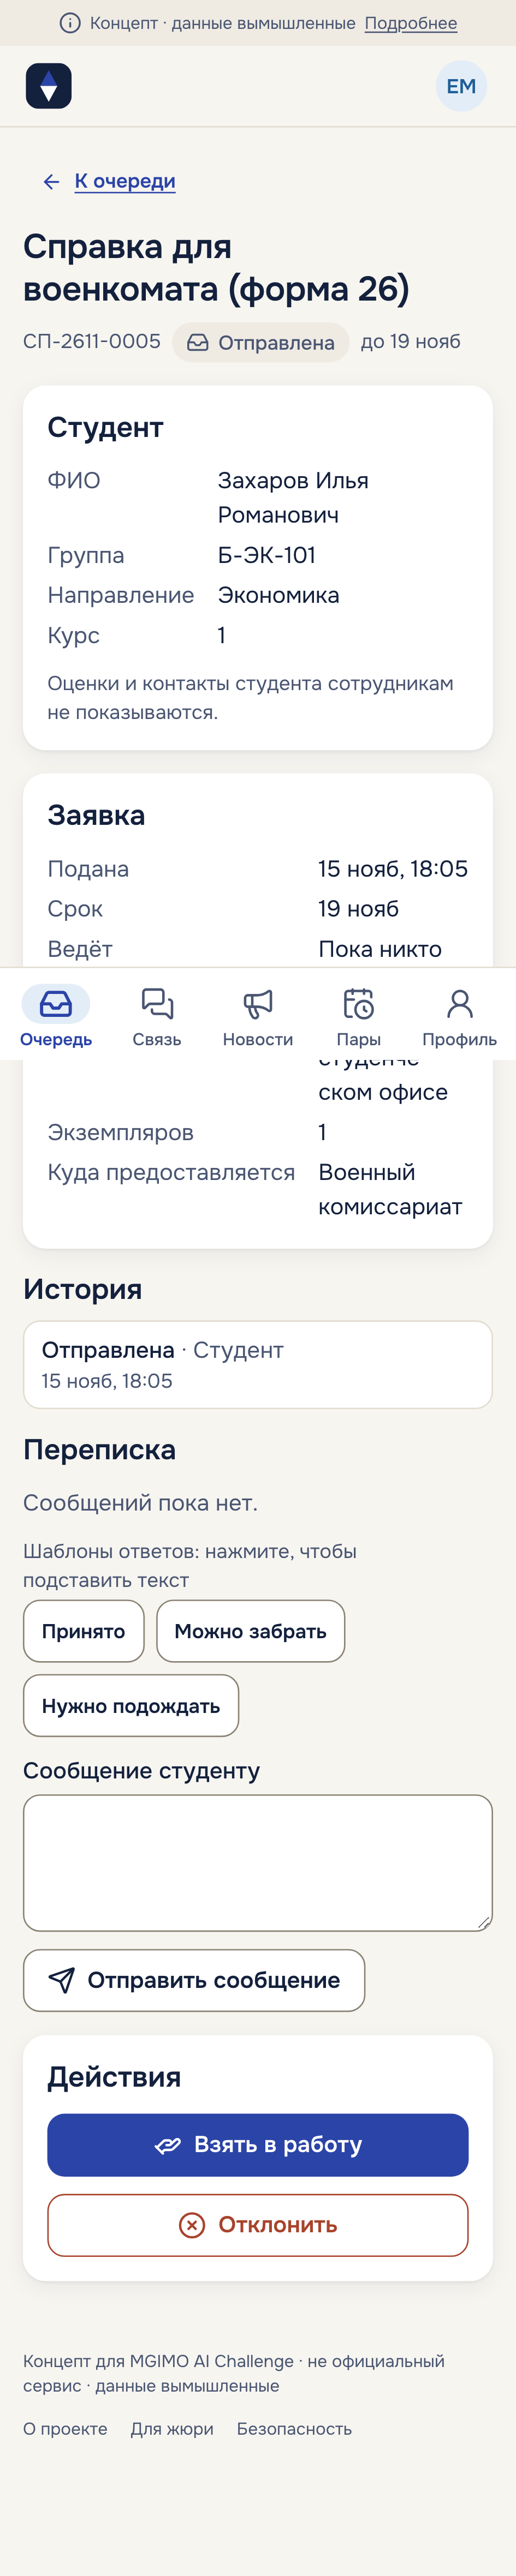 Концепт · данные вымышленные Подробнее
ЕМ
К очереди
Справка для
военкомата (форма 26)
СП-2611-0005 Отправлена до 19 нояб
Студент
ФИО Захаров Илья
Романович
Группа Б-ЭК-101
Направление Экономика
Курс 1
Оценки и контакты студента сотрудникам
не показываются.
Заявка
Подана 15 нояб, 18:05
Срок 19 нояб
Ведёт Пока никто
Очередь Связь Новости Пары Профиль
студенче
ском офисе
Экземпляров 1
Куда предоставляется Военный
комиссариат
История
Отправлена · Студент
15 нояб, 18:05
Переписка
Сообщений пока нет.
Шаблоны ответов: нажмите, чтобы
подставить текст
Принято Можно забрать
Нужно подождать
Сообщение студенту
Отправить сообщение
Действия
Взять в работу
Отклонить
Концепт для MGIMO AI Challenge · не официальный
сервис · данные вымышленные
О проекте Для жюри Безопасность